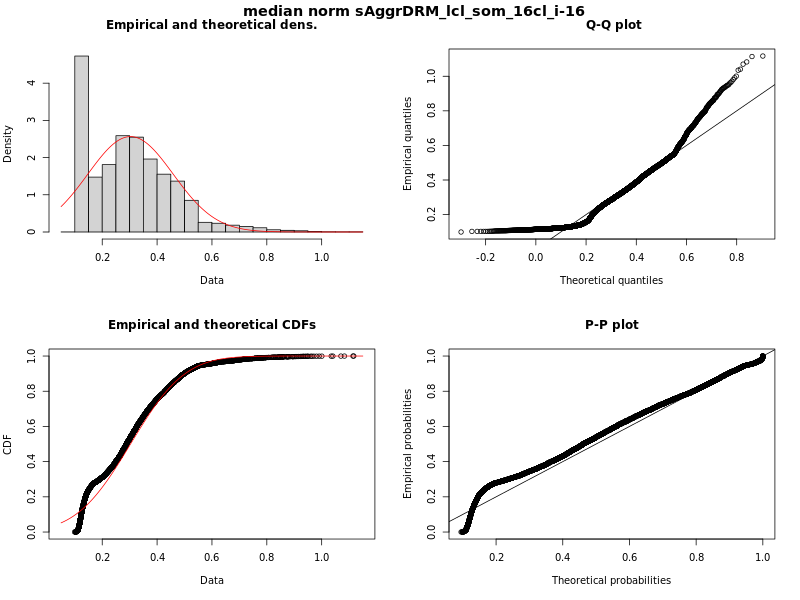 median norm sAggrDRM_lcl_som_16cl_i-16
Empirical and theoretical dens.
Density
0 1 2 3 4
0.2 0.4 0.6 0.8 1.0
Data
Q-Q plot
Empirical quantiles
0.2 0.4 0.6 0.8 1.0
-0.2 0.0 0.2 0.4 0.6 0.8
Theoretical quantiles
Empirical and theoretical CDFs
CDF
0.0 0.2 0.4 0.6 0.8 1.0
0.2 0.4 0.6 0.8 1.0
Data
P-P plot
Empirical probabilities
0.0 0.2 0.4 0.6 0.8 1.0
0.2 0.4 0.6 0.8 1.0
Theoretical probabilities